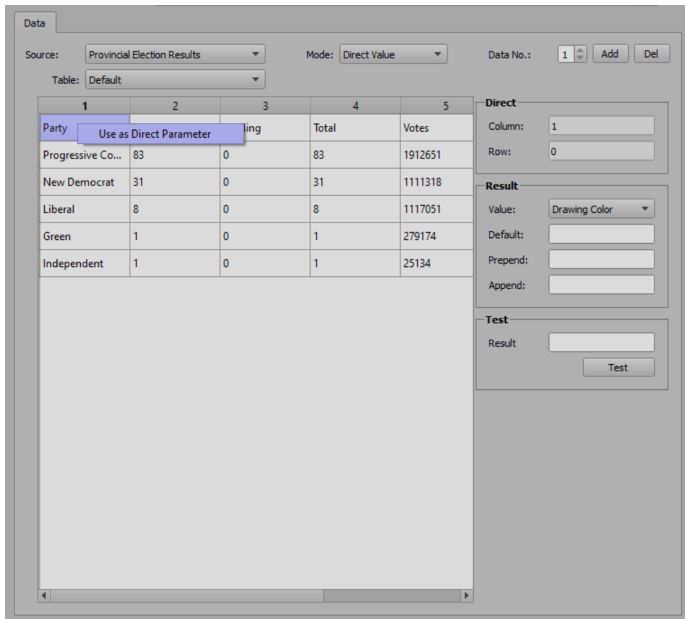 Data
Source: Provincial Election Results Mode: Direct Value Data No.: 1 Add Del
Table: Default
1 2 3 4 5
Party Use as Direct Parameter Total Votes
Progressive Co... 83 0 83 1912651
New Democrat 31 0 31 1111318
Liberal 8 0 8 1117051
Green 1 0 1 279174
Independent 1 0 1 25134
Direct
Column: 1
Row: 0
Result
Value: Drawing Color
Default:
Prepend:
Append:
Test
Result
Test